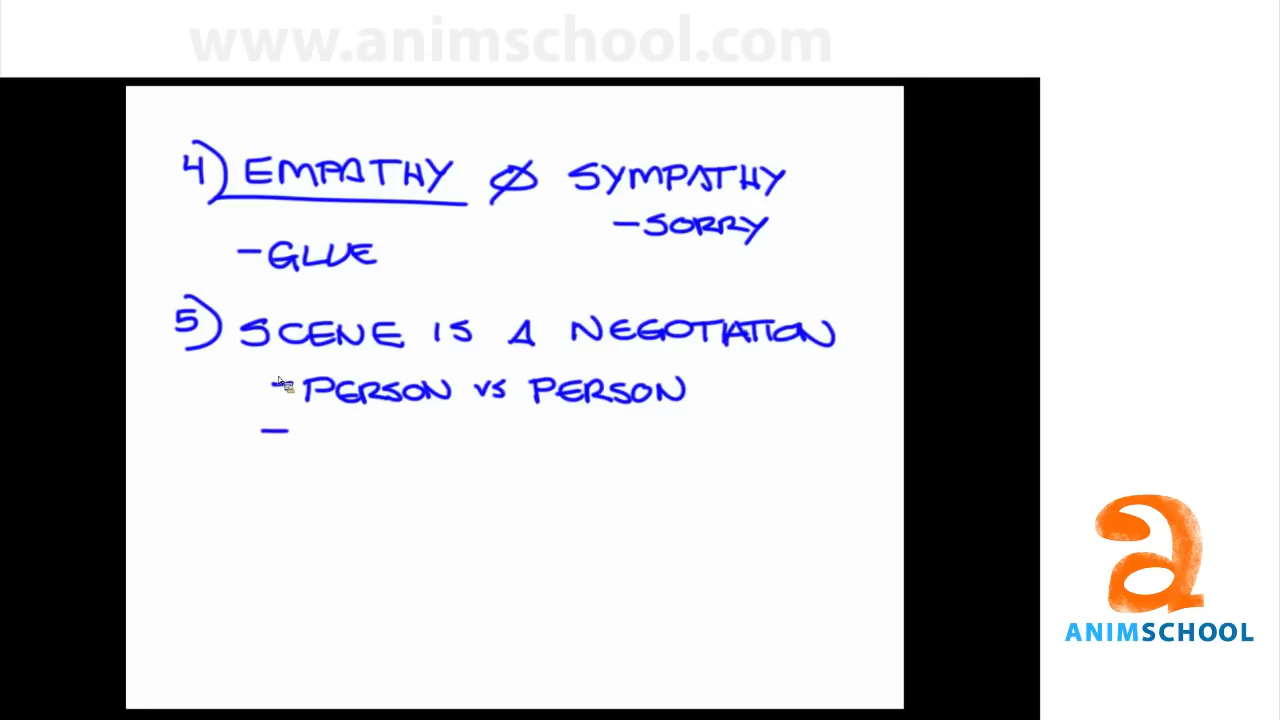 www.animschool.com
4) EMPATHY Ø SYMPATHY
- SORRY
- GLUE
5) SCENE IS A NEGOTIATION
- PERSON VS PERSON
-
ANIMSCHOOL